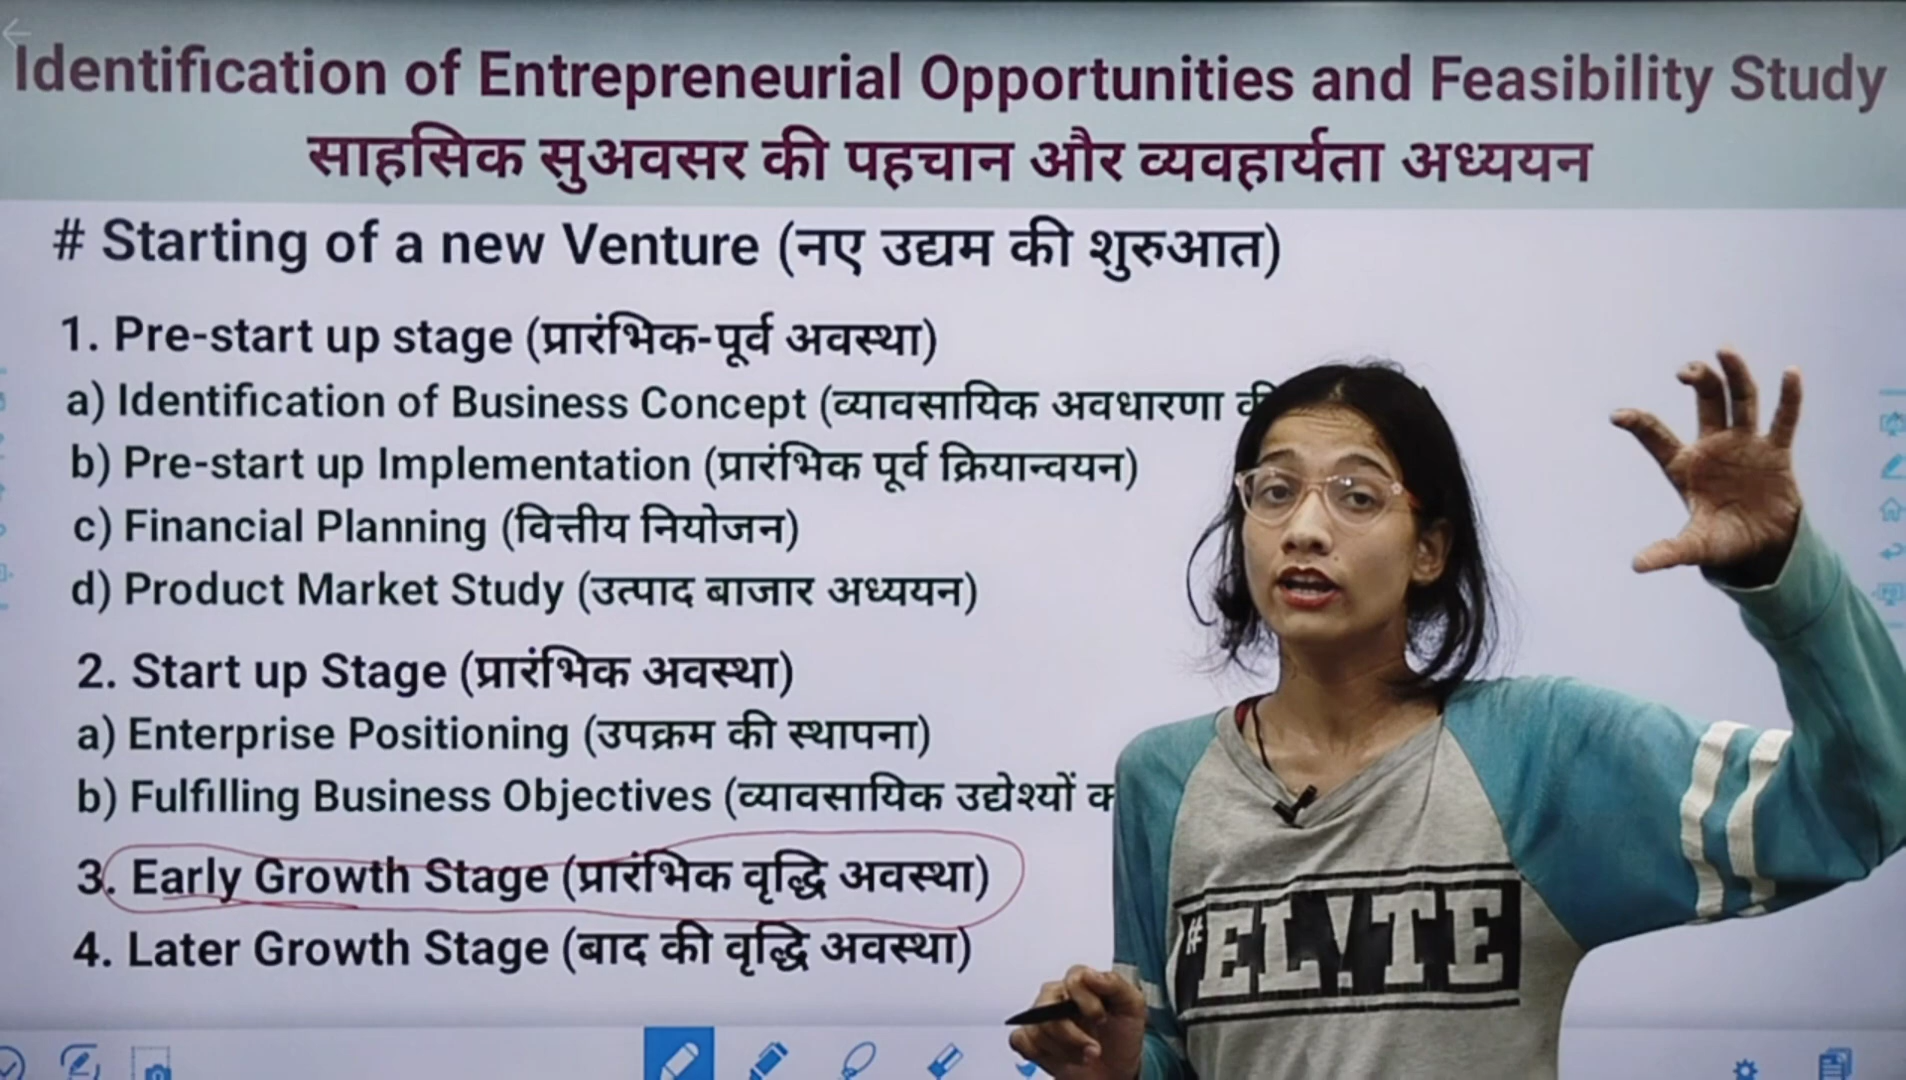 Identification of Entrepreneurial Opportunities and Feasibility Study
साहसिक सुअवसर की पहचान और व्यवहार्यता अध्ययन
# Starting of a new Venture (नए उद्यम की शुरुआत)
1. Pre-start up stage (प्रारंभिक-पूर्व अवस्था)
a) Identification of Business Concept (व्यावसायिक अवधारणा की
b) Pre-start up Implementation (प्रारंभिक पूर्व क्रियान्वयन)
c) Financial Planning (वित्तीय नियोजन)
d) Product Market Study (उत्पाद बाजार अध्ययन)
2. Start up Stage (प्रारंभिक अवस्था)
a) Enterprise Positioning (उपक्रम की स्थापना)
b) Fulfilling Business Objectives (व्यावसायिक उद्येश्यों
3. Early Growth Stage (प्रारंभिक वृद्धि अवस्था)
4. Later Growth Stage (बाद की वृद्धि अवस्था)
#EL!TE